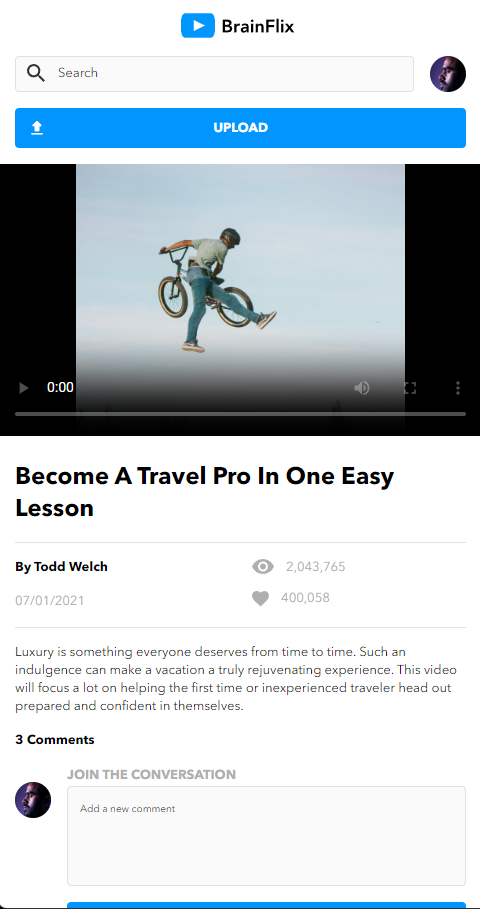 BrainFlix
Search
UPLOAD
0:00
Become A Travel Pro In One Easy
Lesson
By Todd Welch
2,043,765
07/01/2021
400,058
Luxury is something everyone deserves from time to time. Such an
indulgence can make a vacation a truly rejuvenating experience. This video
will focus a lot on helping the first time or inexperienced traveler head out
prepared and confident in themselves.
3 Comments
JOIN THE CONVERSATION
Add a new comment